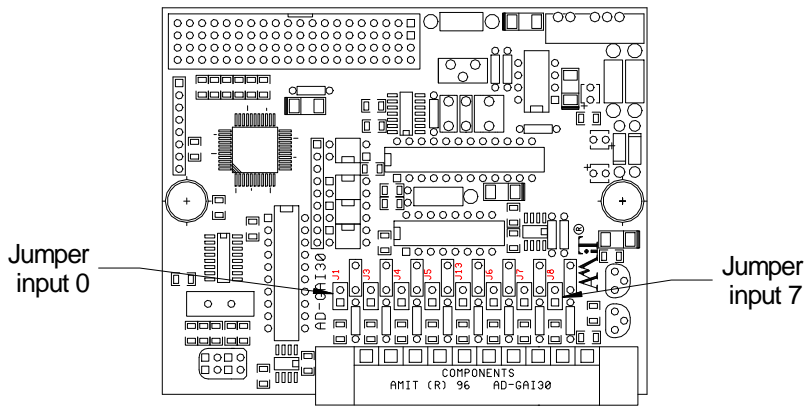 Jumper
input 0
Jumper
input 7
J1 J3 J4 J5 J13 J6 J7 J8
AD-GAI30
AMiT ®
COMPONENTS
AMIT (R) 96 AD-GAI30